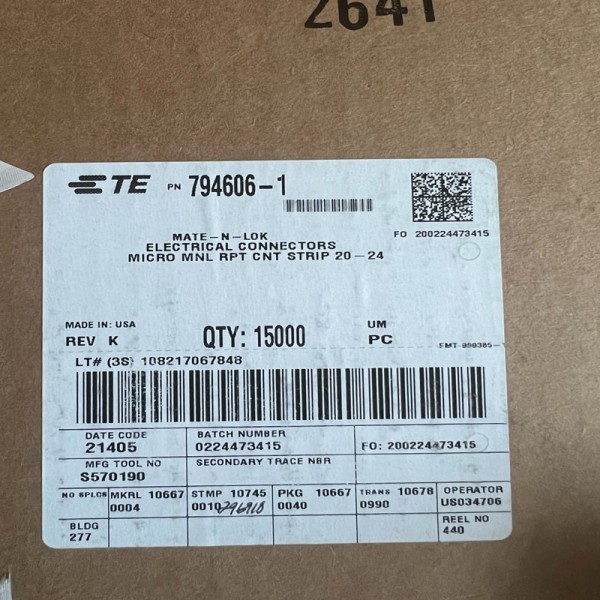 2641
TE PN 794606-1
FO 200224473415
MATE-N-LOK
ELECTRICAL CONNECTORS
MICRO MNL RPT CNT STRIP 20-24
MADE IN: USA
REV K QTY: 15000 UM PC
LT# (3S) 108217067848
DATE CODE BATCH NUMBER
21405 0224473415 FO: 200224473415
MFG TOOL NO SECONDARY TRACE NBR
S570190
NO SPLCS MKRL 10667 STMP 10745 PKG 10667 TRANS 10678 OPERATOR
0004 0010 0040 0990 US034706
BLDG REEL NO
277 440